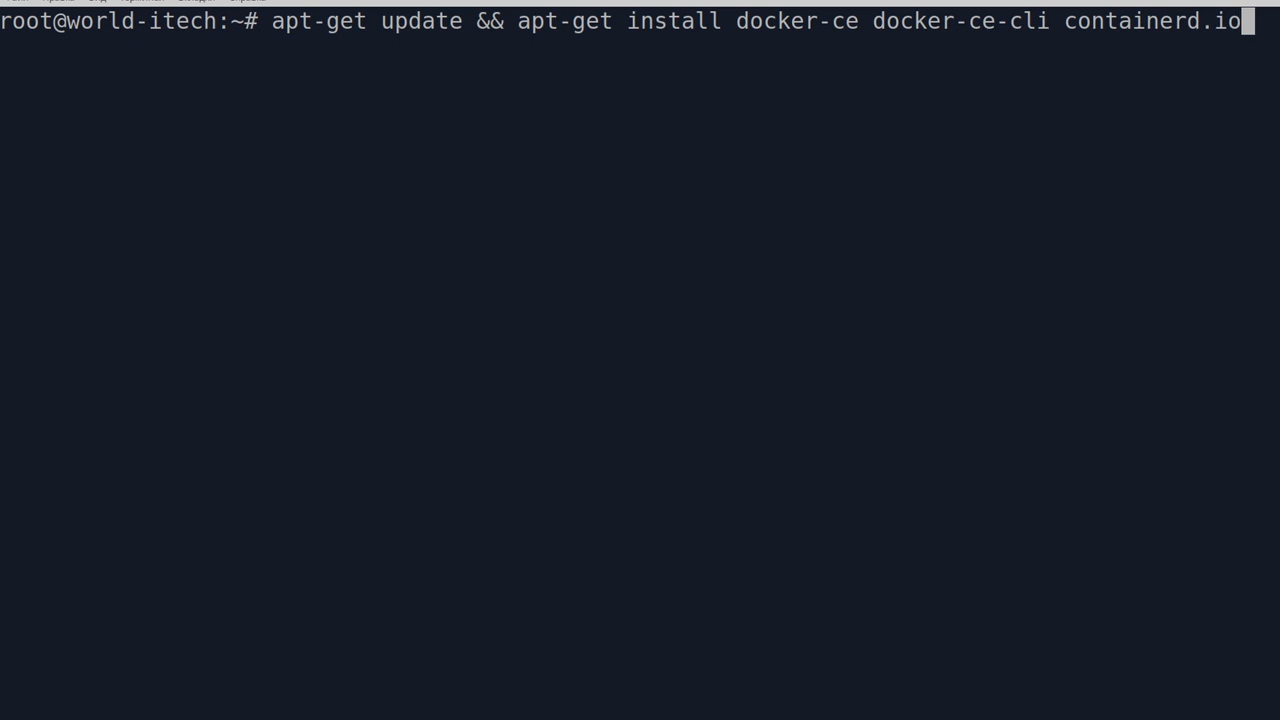 root@world-itech:~# apt-get update && apt-get install docker-ce docker-ce-cli containerd.io